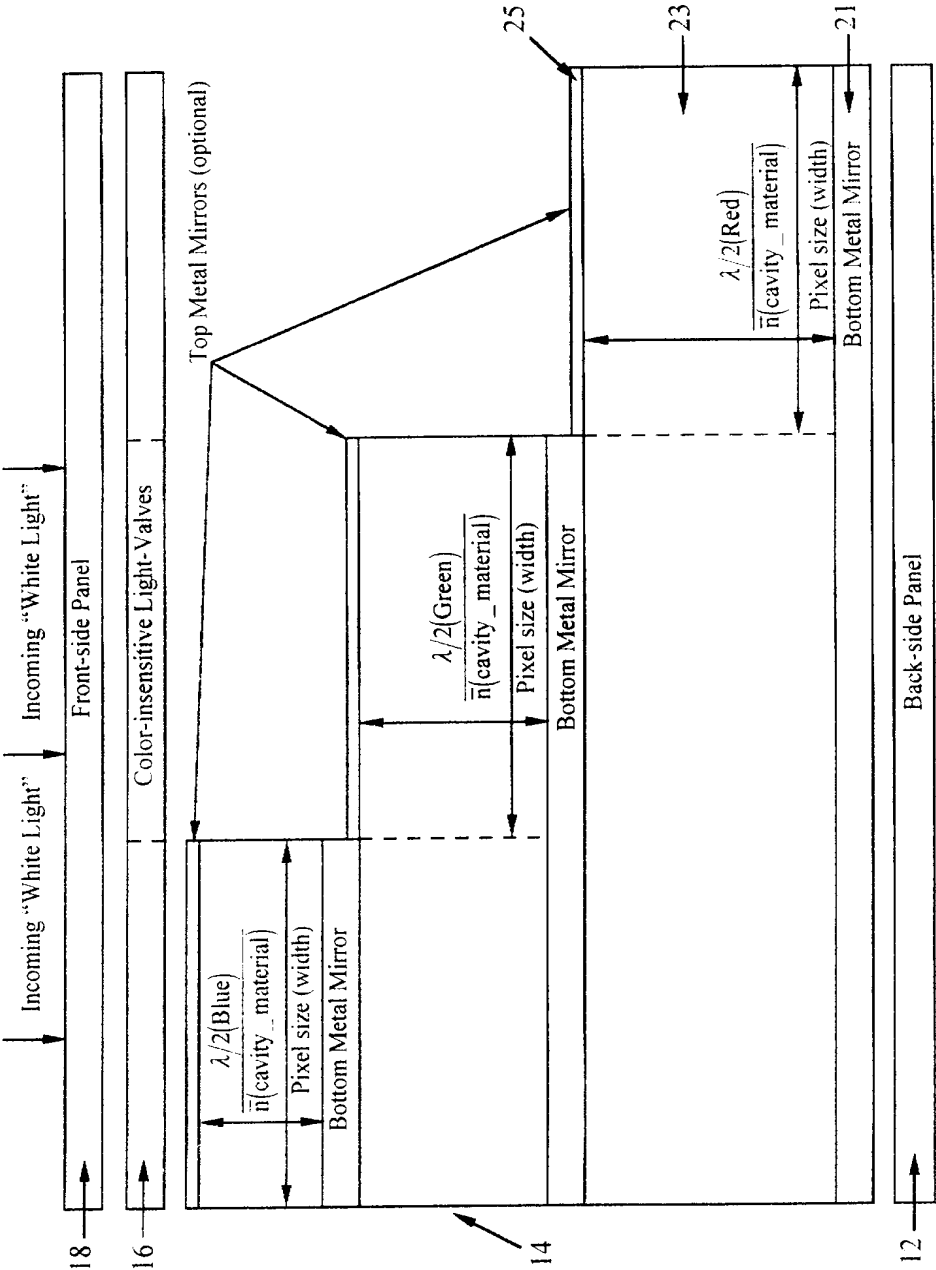 Incoming “White Light”
Incoming “White Light”
18
Front-side Panel
16
Color-insensitive Light-Valves
Top Metal Mirrors (optional)
25
λ/2(Blue)
n̅(cavity_material)
Pixel size (width)
Bottom Metal Mirror
λ/2(Green)
n̅(cavity_material)
Pixel size (width)
Bottom Metal Mirror
23
λ/2(Red)
n̅(cavity_material)
Pixel size (width)
Bottom Metal Mirror
21
14
12
Back-side Panel